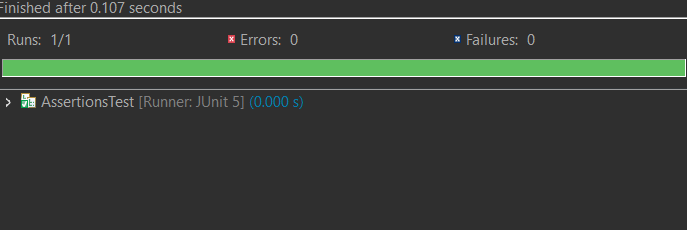 Finished after 0.107 seconds
Runs: 1/1 Errors: 0 Failures: 0
AssertionsTest [Runner: JUnit 5] (0.000 s)